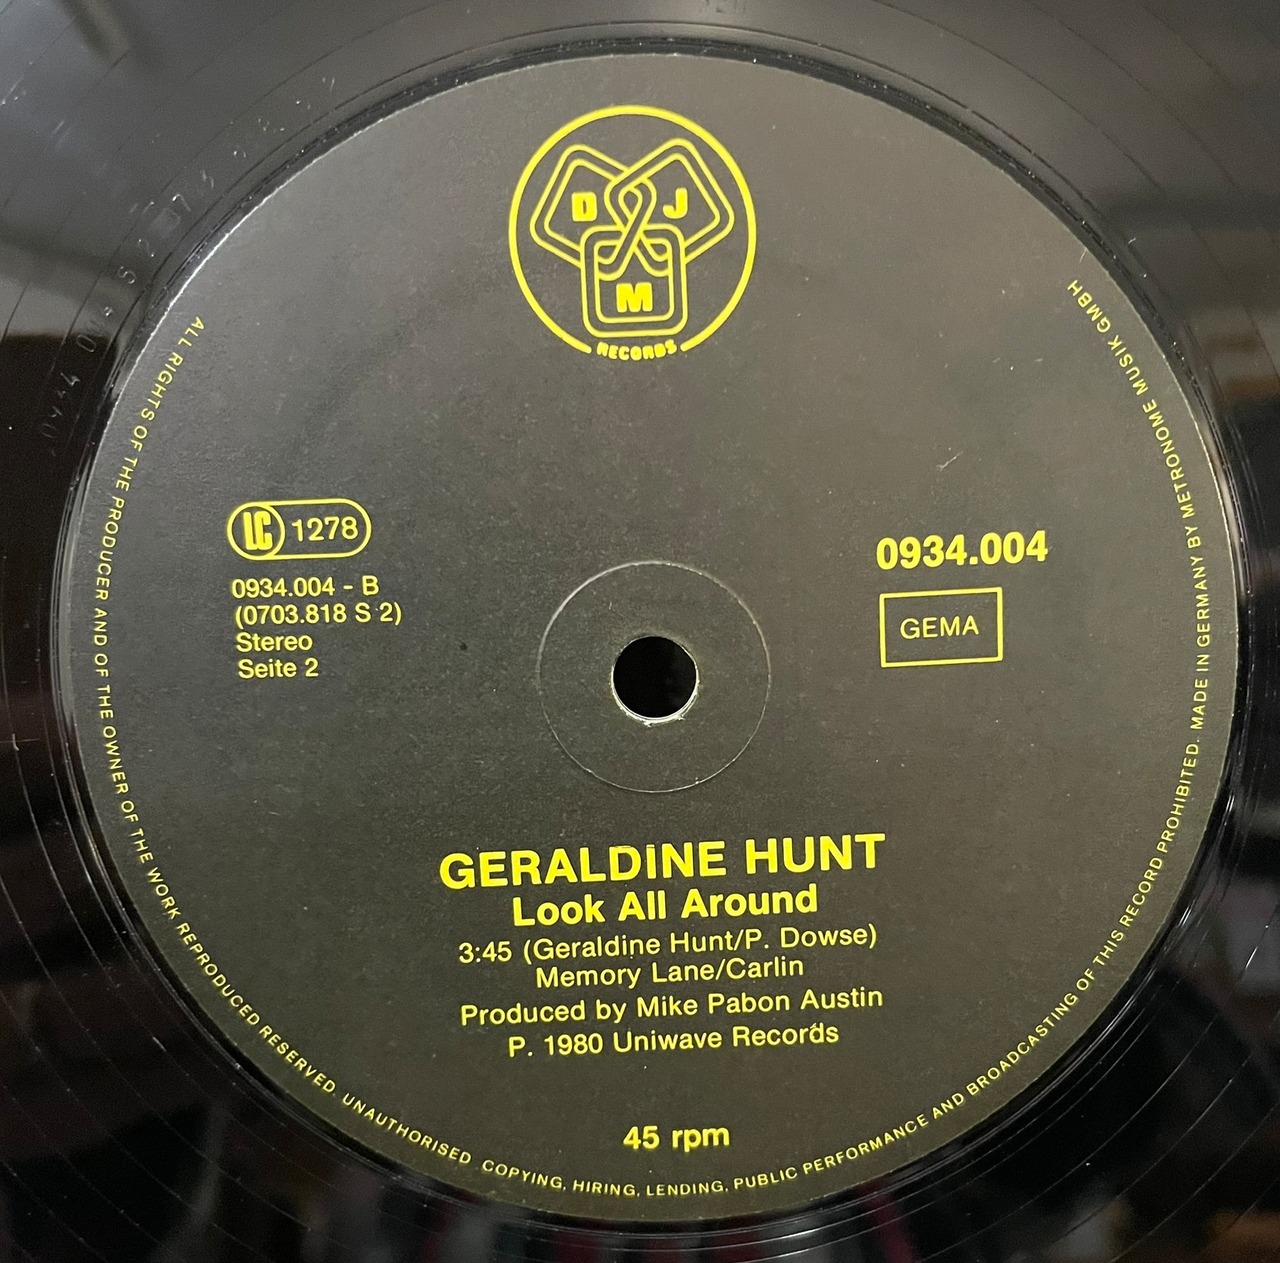 D J
M
RECORDS
LC 1278
0934.004 - B
(0703.818 S 2)
Stereo
Seite 2
0934.004
GEMA
GERALDINE HUNT
Look All Around
3:45 (Geraldine Hunt/P. Dowse)
Memory Lane/Carlin
Produced by Mike Pabon Austin
P. 1980 Uniwave Records
45 rpm
ALL RIGHTS OF THE PRODUCER AND OF THE OWNER OF THE WORK REPRODUCED RESERVED. UNAUTHORISED COPYING, HIRING, LENDING, PUBLIC PERFORMANCE AND BROADCASTING OF THIS RECORD PROHIBITED. MADE IN GERMANY BY METRONOME MUSIK GMBH